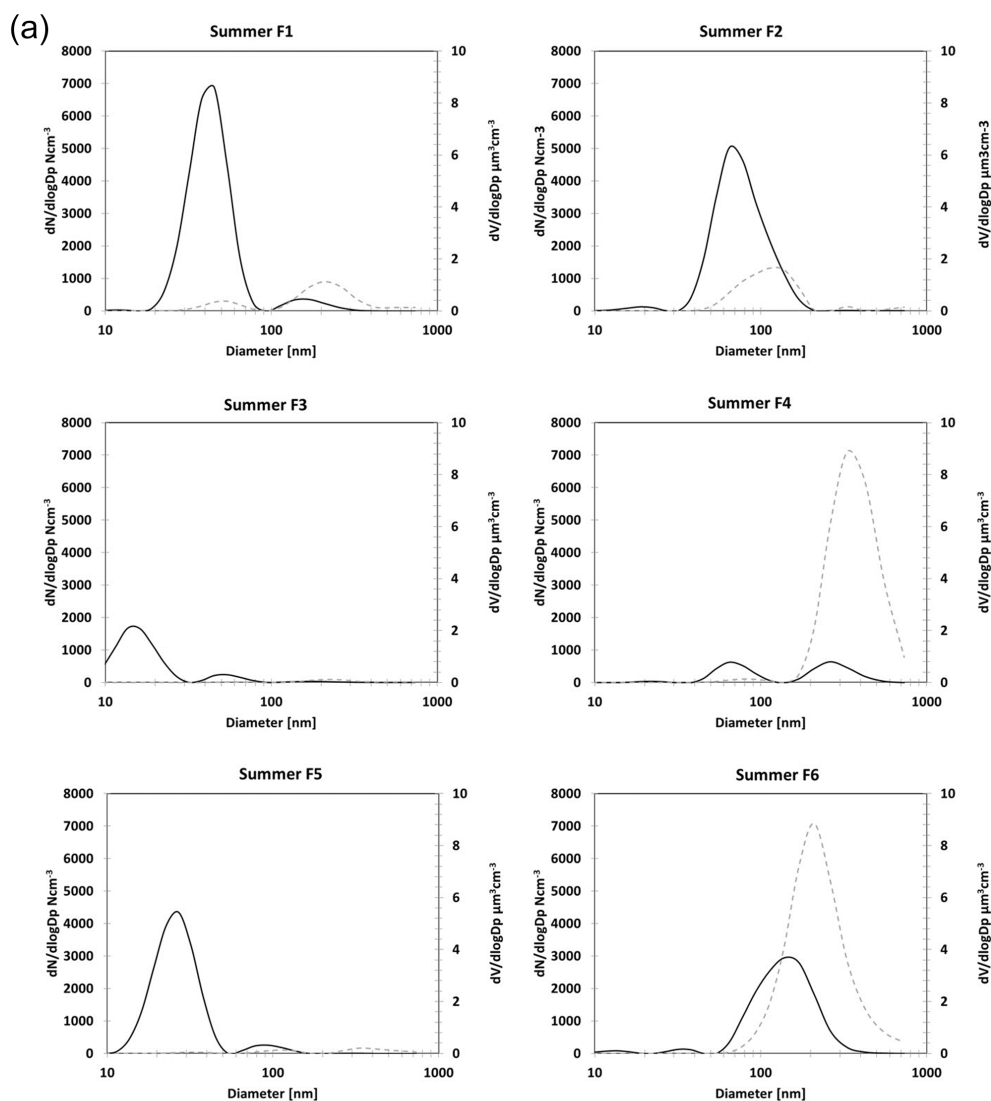 (a)
Summer F1
8000
7000
6000
5000
4000
3000
2000
1000
0
10
8
6
4
2
0
dN/dlogDp Ncm-3
dV/dlogDp µm3cm-3
10 100 1000
Diameter [nm]
Summer F2
8000
7000
6000
5000
4000
3000
2000
1000
0
10
8
6
4
2
0
dN/dlogDp Ncm-3
dV/dlogDp µm3cm-3
10 100 1000
Diameter [nm]
Summer F3
8000
7000
6000
5000
4000
3000
2000
1000
0
10
8
6
4
2
0
dN/dlogDp Ncm-3
dV/dlogDp µm3cm-3
10 100 1000
Diameter [nm]
Summer F4
8000
7000
6000
5000
4000
3000
2000
1000
0
10
8
6
4
2
0
dN/dlogDp Ncm-3
dV/dlogDp µm3cm-3
10 100 1000
Diameter [nm]
Summer F5
8000
7000
6000
5000
4000
3000
2000
1000
0
10
8
6
4
2
0
dN/dlogDp Ncm-3
dV/dlogDp µm3cm-3
10 100 1000
Diameter [nm]
Summer F6
8000
7000
6000
5000
4000
3000
2000
1000
0
10
8
6
4
2
0
dN/dlogDp Ncm-3
dV/dlogDp µm3cm-3
10 100 1000
Diameter [nm]